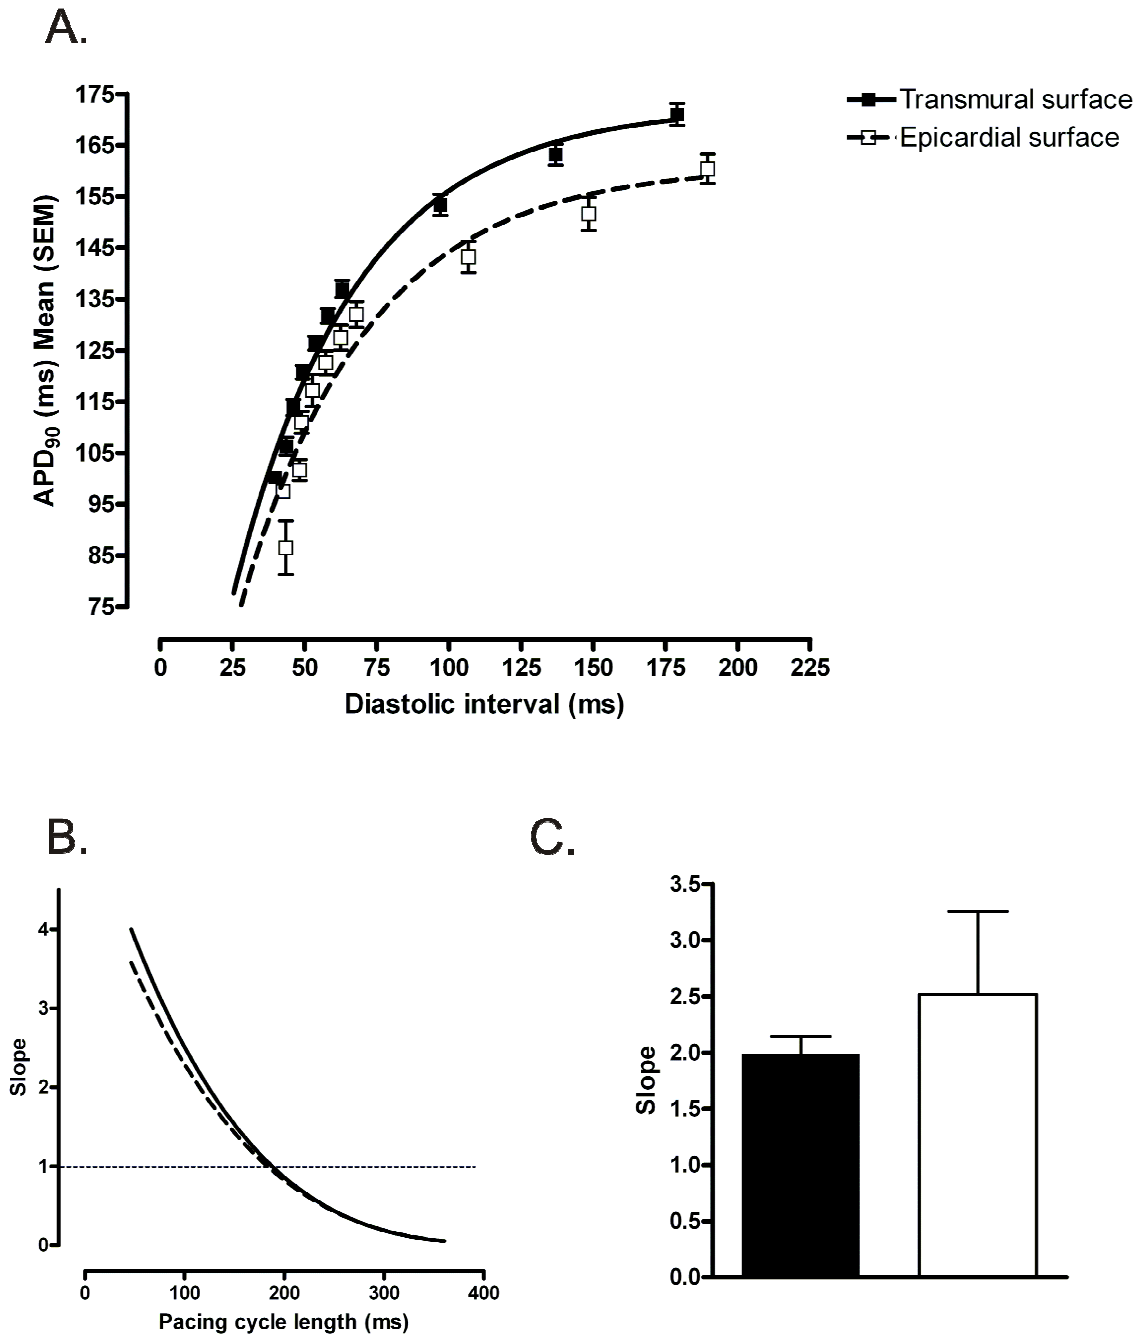 A.
Transmural surface
Epicardial surface
APD90 (ms) Mean (SEM)
175
165
155
145
135
125
115
105
95
85
75
0 25 50 75 100 125 150 175 200 225
Diastolic interval (ms)
B.
Slope
4
3
2
1
0
0 100 200 300 400
Pacing cycle length (ms)
C.
Slope
3.5
3.0
2.5
2.0
1.5
1.0
0.5
0.0